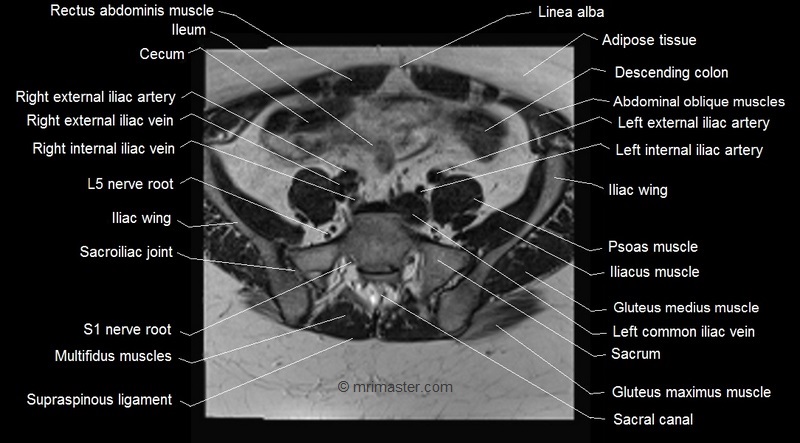 Rectus abdominis muscle
Ileum
Cecum
Right external iliac artery
Right external iliac vein
Right internal iliac vein
L5 nerve root
Iliac wing
Sacroiliac joint
S1 nerve root
Multifidus muscles
Supraspinous ligament
Linea alba
Adipose tissue
Descending colon
Abdominal oblique muscles
Left external iliac artery
Left internal iliac artery
Iliac wing
Psoas muscle
Iliacus muscle
Gluteus medius muscle
Left common iliac vein
Sacrum
Gluteus maximus muscle
Sacral canal
© mrimaster.com